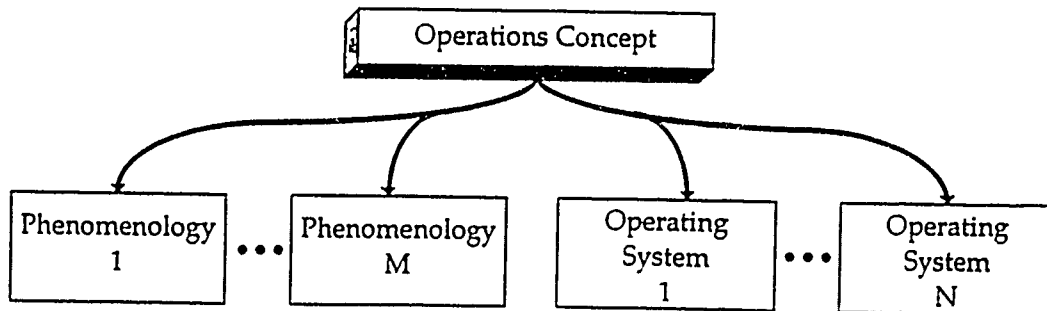 Operations Concept
Phenomenology
1
•••
Phenomenology
M
Operating
System
1
•••
Operating
System
N